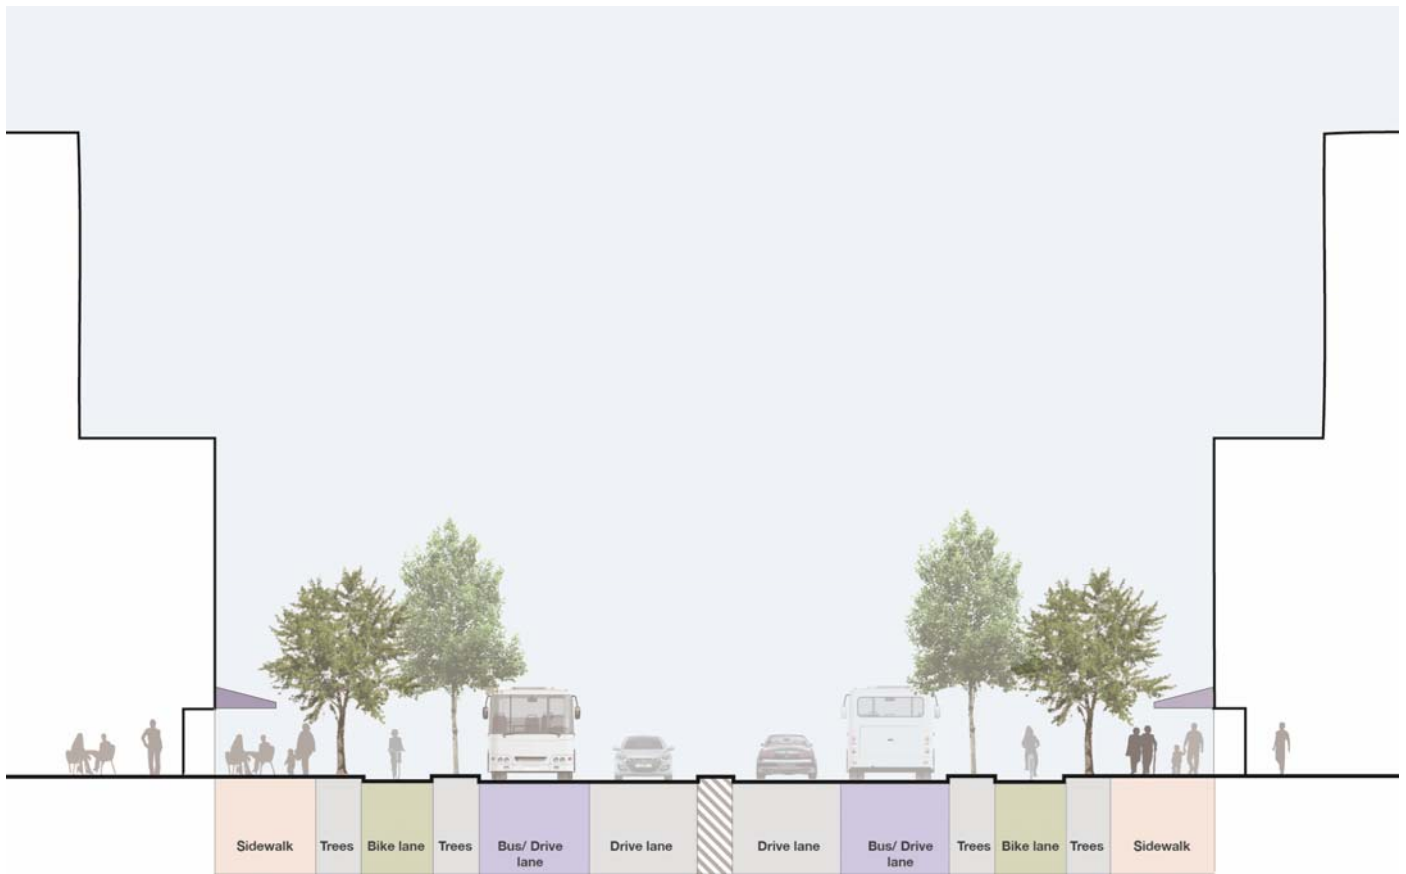 Sidewalk
Trees
Bike lane
Trees
Bus/ Drive
lane
Drive lane
Drive lane
Bus/ Drive
lane
Trees
Bike lane
Trees
Sidewalk